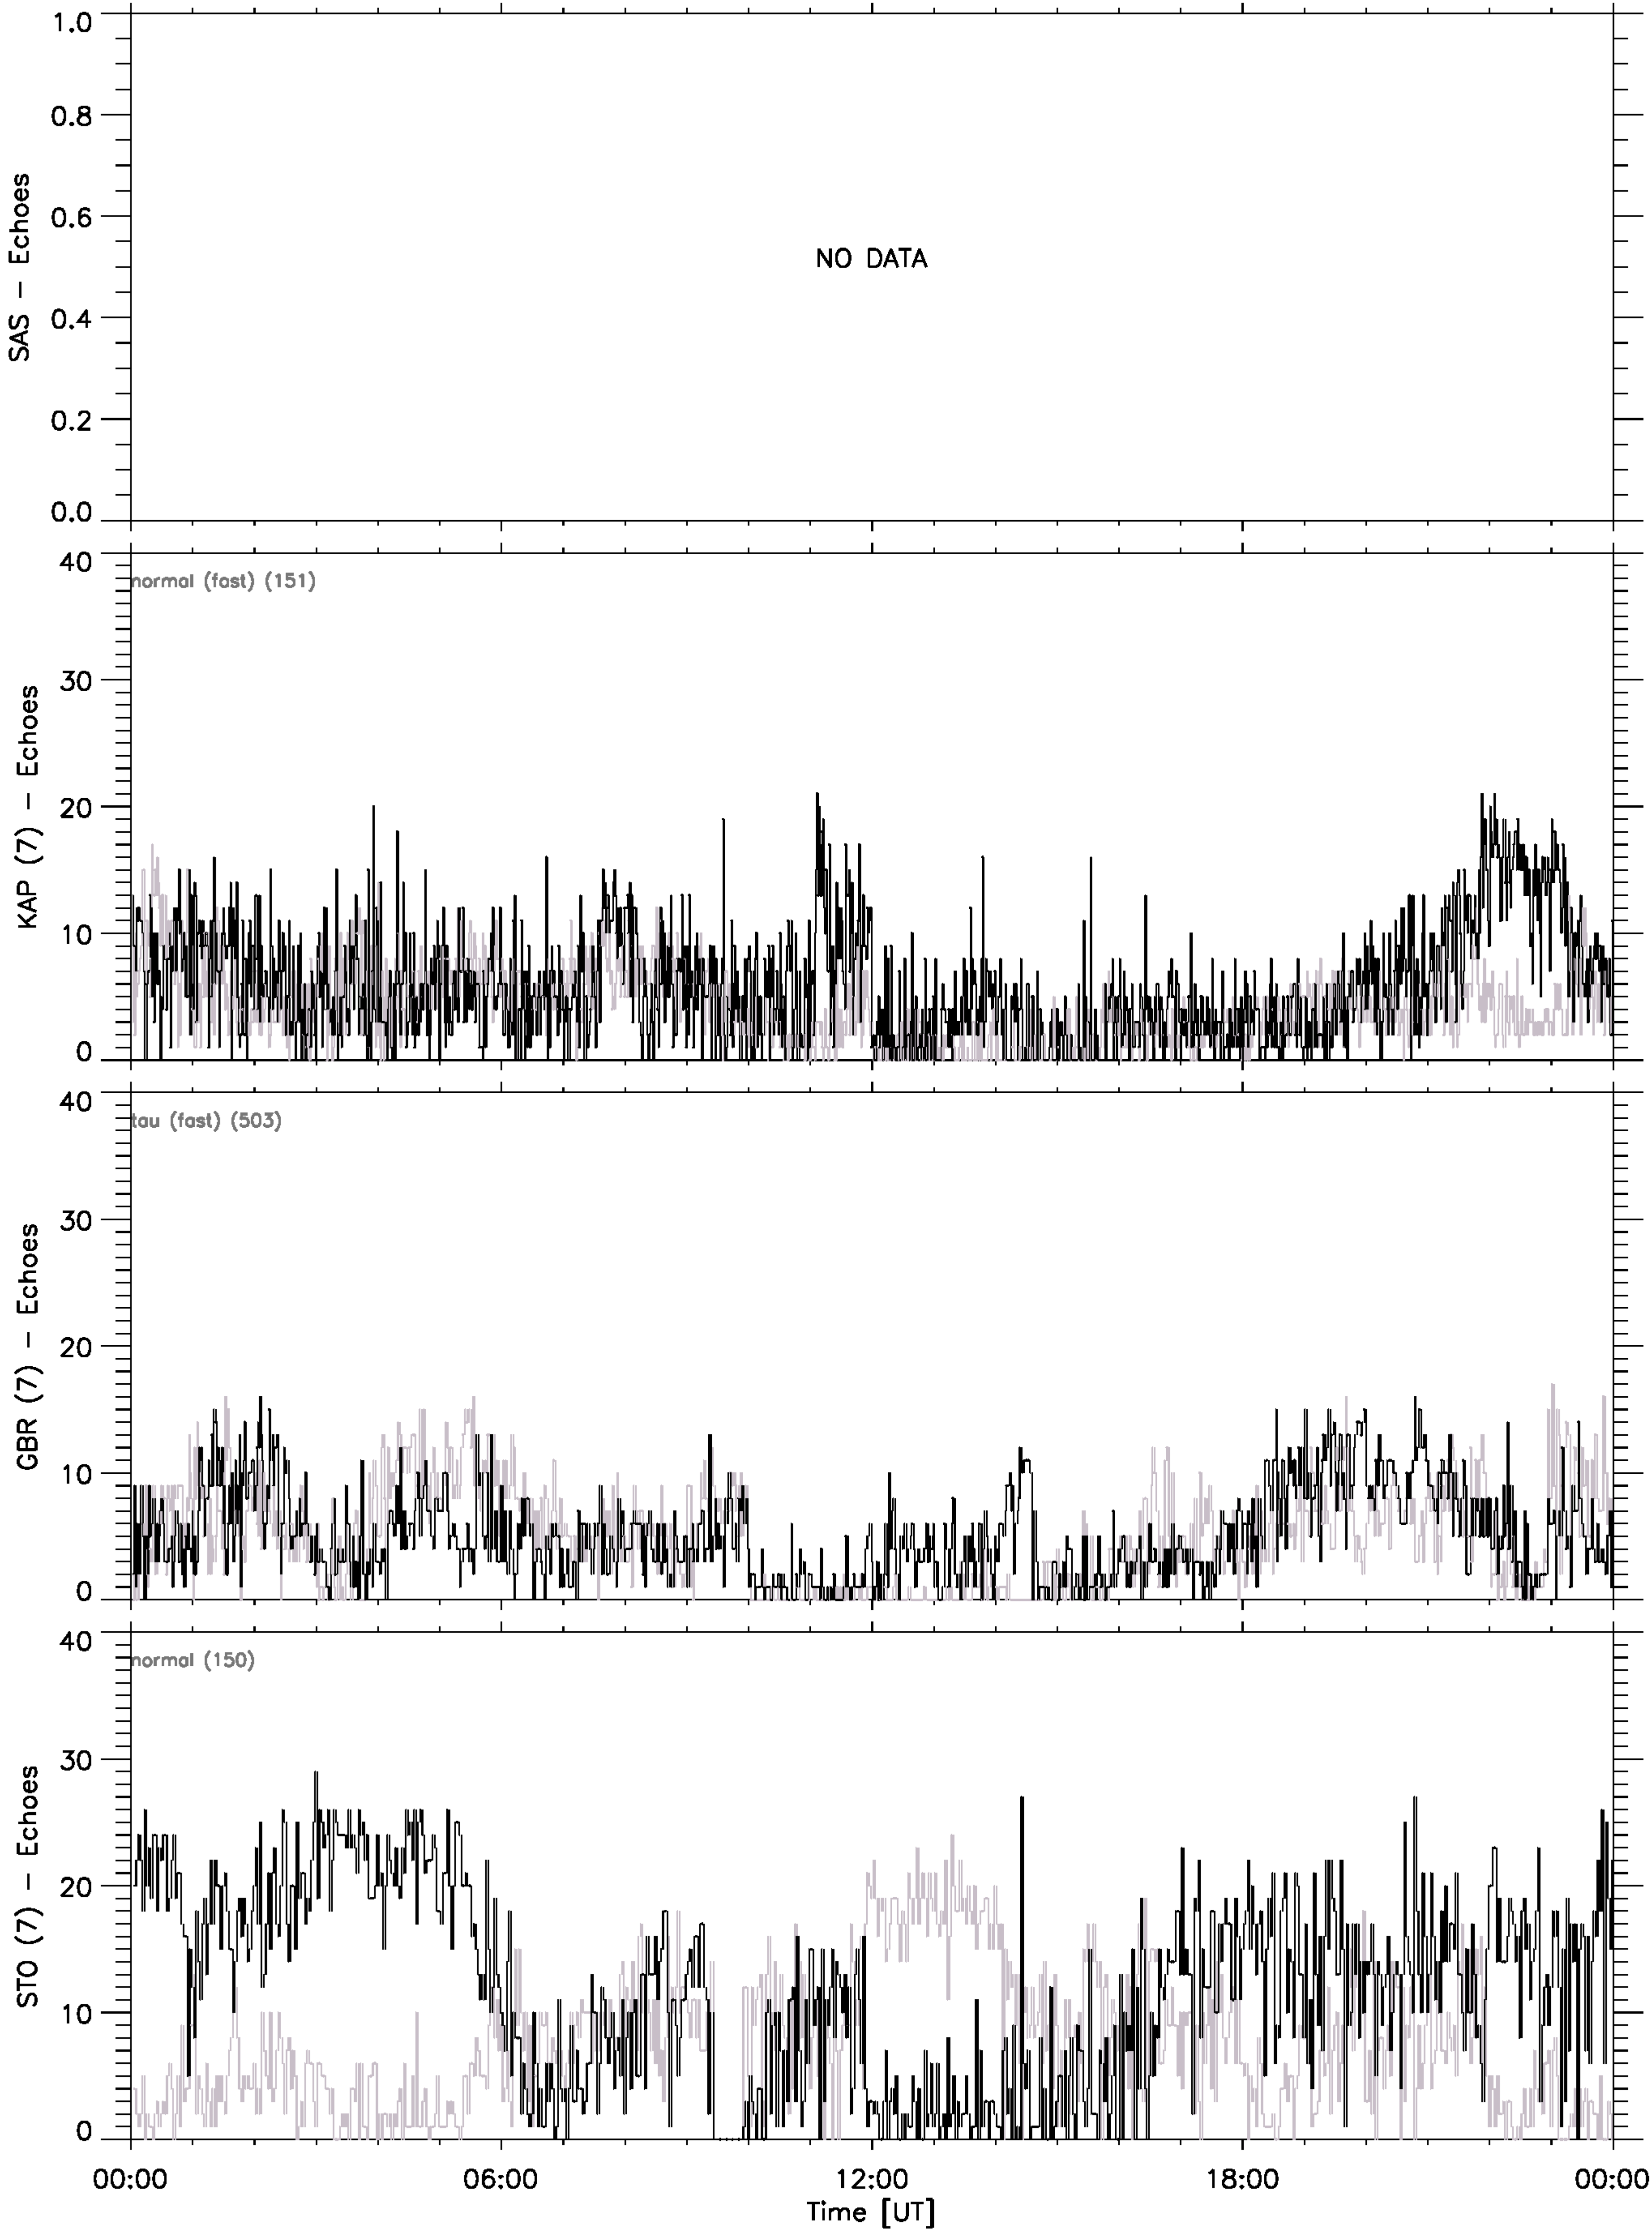 SAS - Echoes
1.0
0.8
0.6
0.4
0.2
0.0
NO DATA
KAP (7) - Echoes
40
30
20
10
0
normal (fast) (151)
GBR (7) - Echoes
40
30
20
10
0
tau (fast) (503)
STO (7) - Echoes
40
30
20
10
0
normal (150)
00:00 06:00 12:00 18:00 00:00
Time [UT]